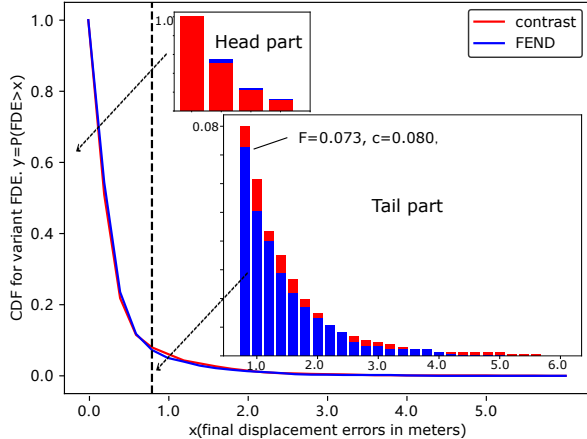 1.0
0.8
0.6
0.4
0.2
0.0
CDF for variant FDE, y=P(FDE>x)
1.0
Head part
contrast
FEND
0.08
F=0.073, c=0.080,
Tail part
1.0 2.0 3.0 4.0 5.0 6.0
0.0 1.0 2.0 3.0 4.0 5.0
x(final displacement errors in meters)